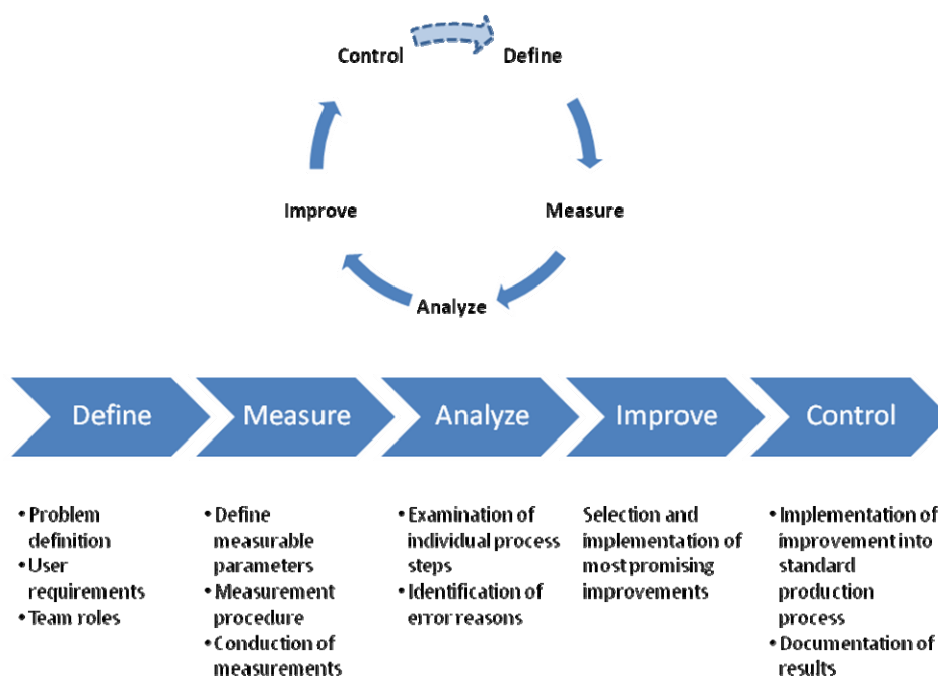 Control
Define
Improve
Measure
Analyze
Define
Measure
Analyze
Improve
Control
• Problem
definition
• User
requirements
• Team roles
• Define
measurable
parameters
• Measurement
procedure
• Conduction of
measurements
• Examination of
individual process
steps
• Identification of
error reasons
Selection and
implementation of
most promising
improvements
• Implementation of
improvement into
standard
production
process
• Documentation of
results